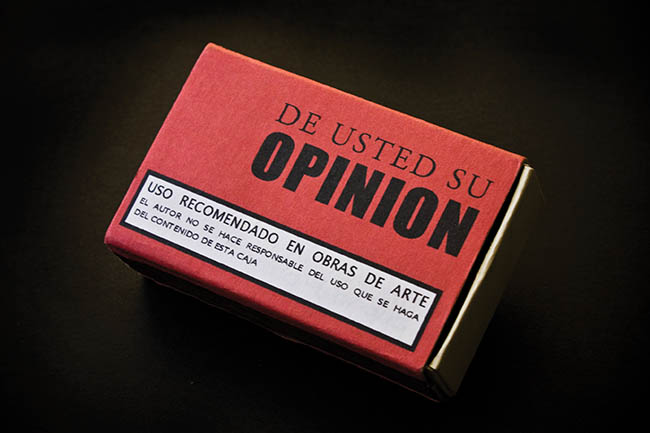 DE USTED SU
OPINION
USO RECOMENDADO EN OBRAS DE ARTE
EL AUTOR NO SE HACE RESPONSABLE DEL USO QUE SE HAGA
DEL CONTENIDO DE ESTA CAJA